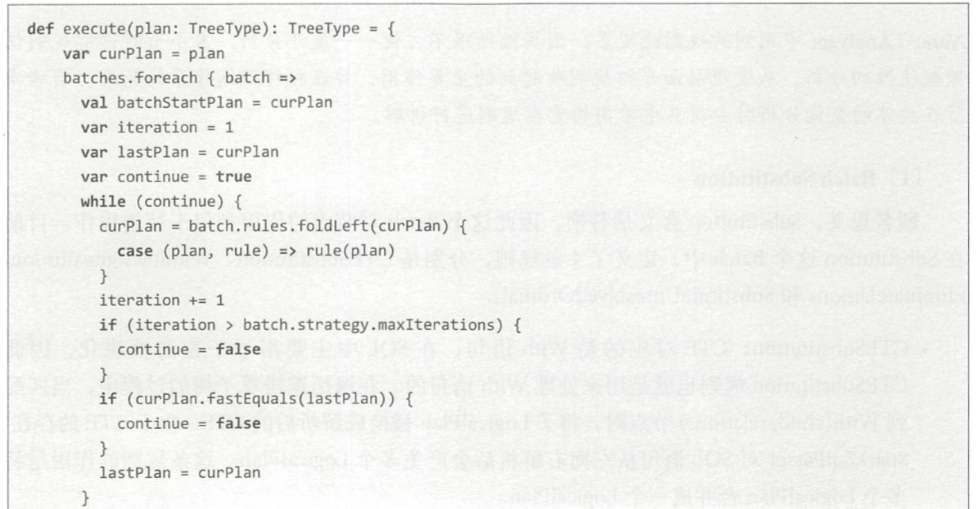 def execute(plan: TreeType): TreeType = {
var curPlan = plan
batches.foreach { batch =>
val batchStartPlan = curPlan
var iteration = 1
var lastPlan = curPlan
var continue = true
while (continue) {
curPlan = batch.rules.foldLeft(curPlan) {
case (plan, rule) => rule(plan)
}
iteration += 1
if (iteration > batch.strategy.maxIterations) {
continue = false
}
if (curPlan.fastEquals(lastPlan)) {
continue = false
}
lastPlan = curPlan
}